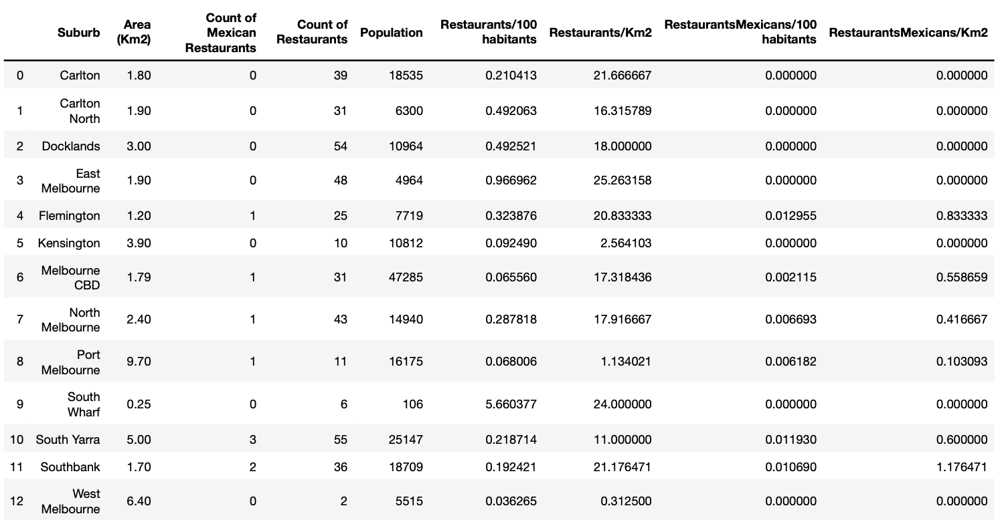 Suburb Area (Km2) Count of Mexican Restaurants Count of Restaurants Population Restaurants/100 habitants Restaurants/Km2 RestaurantsMexicans/100 habitants RestaurantsMexicans/Km2
0 Carlton 1.80 0 39 18535 0.210413 21.666667 0.000000 0.000000
1 Carlton North 1.90 0 31 6300 0.492063 16.315789 0.000000 0.000000
2 Docklands 3.00 0 54 10964 0.492521 18.000000 0.000000 0.000000
3 East Melbourne 1.90 0 48 4964 0.966962 25.263158 0.000000 0.000000
4 Flemington 1.20 1 25 7719 0.323876 20.833333 0.012955 0.833333
5 Kensington 3.90 0 10 10812 0.092490 2.564103 0.000000 0.000000
6 Melbourne CBD 1.79 1 31 47285 0.065560 17.318436 0.002115 0.558659
7 North Melbourne 2.40 1 43 14940 0.287818 17.916667 0.006693 0.416667
8 Port Melbourne 9.70 1 11 16175 0.068006 1.134021 0.006182 0.103093
9 South Wharf 0.25 0 6 106 5.660377 24.000000 0.000000 0.000000
10 South Yarra 5.00 3 55 25147 0.218714 11.000000 0.011930 0.600000
11 Southbank 1.70 2 36 18709 0.192421 21.176471 0.010690 1.176471
12 West Melbourne 6.40 0 2 5515 0.036265 0.312500 0.000000 0.000000